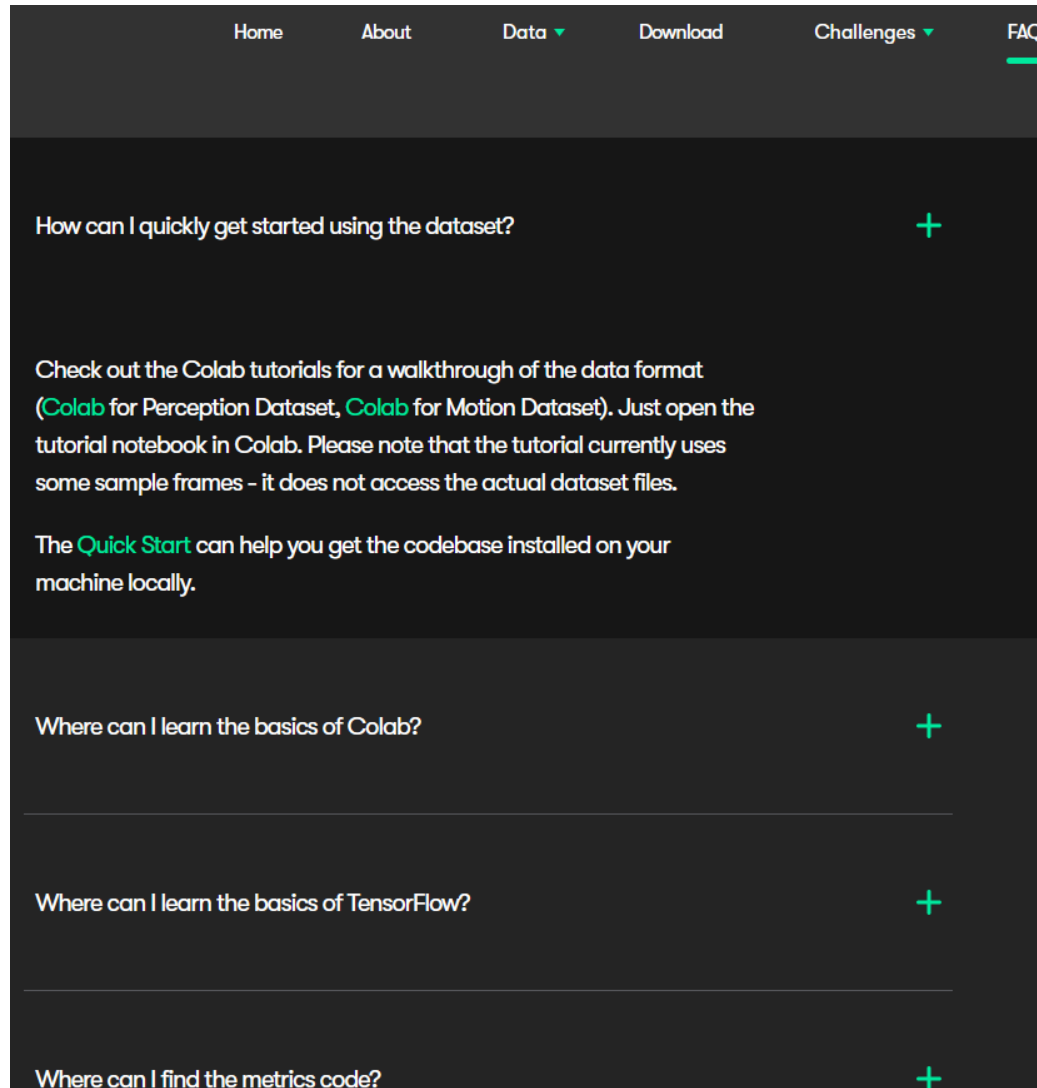 Home About Data Download Challenges FAQ
How can I quickly get started using the dataset?
Check out the Colab tutorials for a walkthrough of the data format
(Colab for Perception Dataset, Colab for Motion Dataset). Just open the
tutorial notebook in Colab. Please note that the tutorial currently uses
some sample frames - it does not access the actual dataset files.
The Quick Start can help you get the codebase installed on your
machine locally.
Where can I learn the basics of Colab?
Where can I learn the basics of TensorFlow?
Where can I find the metrics code?